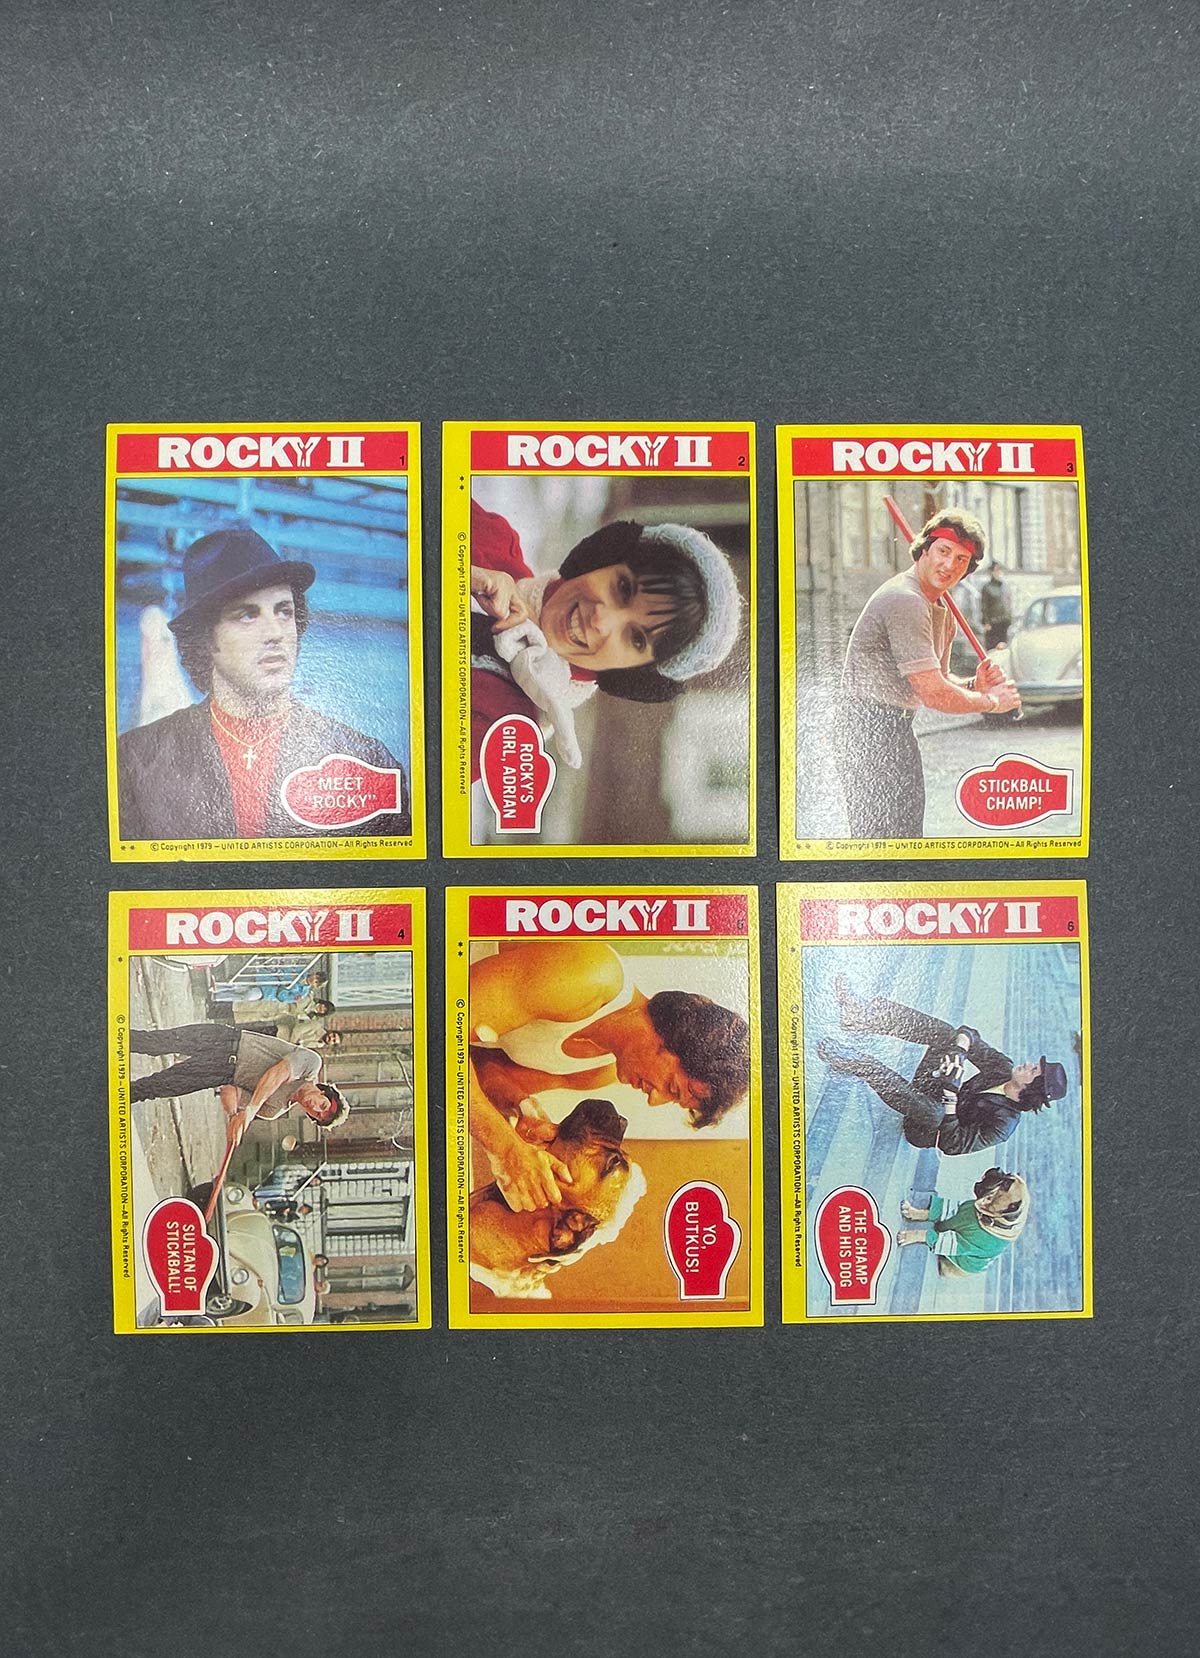 ROCKY II
1
MEET
"ROCKY"
** © Copyright 1979 – UNITED ARTISTS CORPORATION – All Rights Reserved
ROCKY II
2
ROCKY'S
GIRL, ADRIAN
** © Copyright 1979 – UNITED ARTISTS CORPORATION – All Rights Reserved
ROCKY II
3
STICKBALL
CHAMP!
** © Copyright 1979 – UNITED ARTISTS CORPORATION – All Rights Reserved
ROCKY II
4
SULTAN OF
STICKBALL!
* © Copyright 1979 – UNITED ARTISTS CORPORATION – All Rights Reserved
ROCKY II
5
YO,
BUTKUS!
** © Copyright 1979 – UNITED ARTISTS CORPORATION – All Rights Reserved
ROCKY II
6
THE CHAMP
AND HIS DOG
* © Copyright 1979 – UNITED ARTISTS CORPORATION – All Rights Reserved